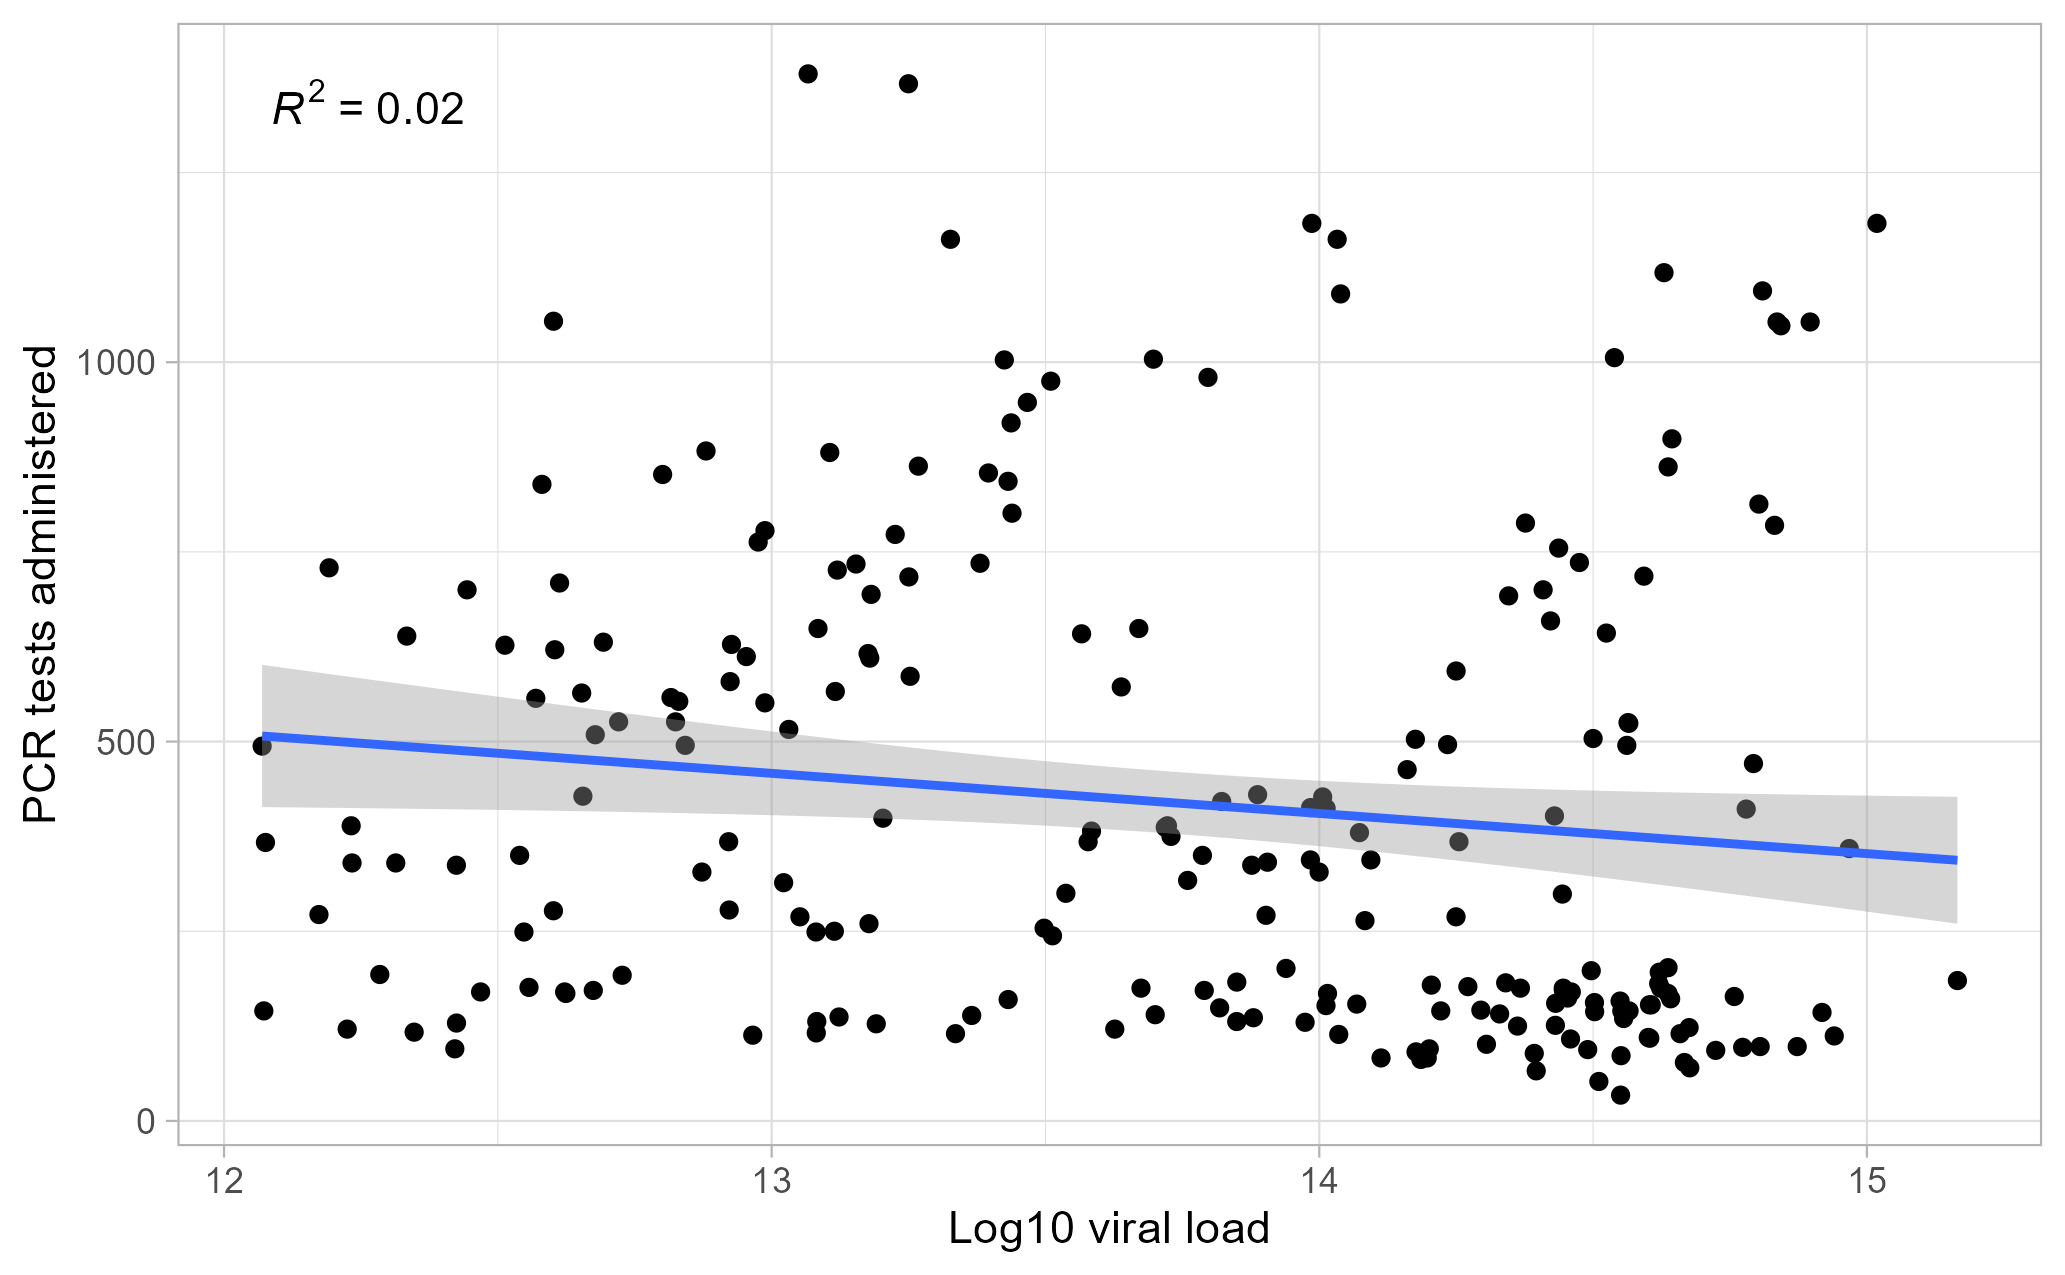 R² = 0.02
PCR tests administered
1000
500
0
12 13 14 15
Log10 viral load